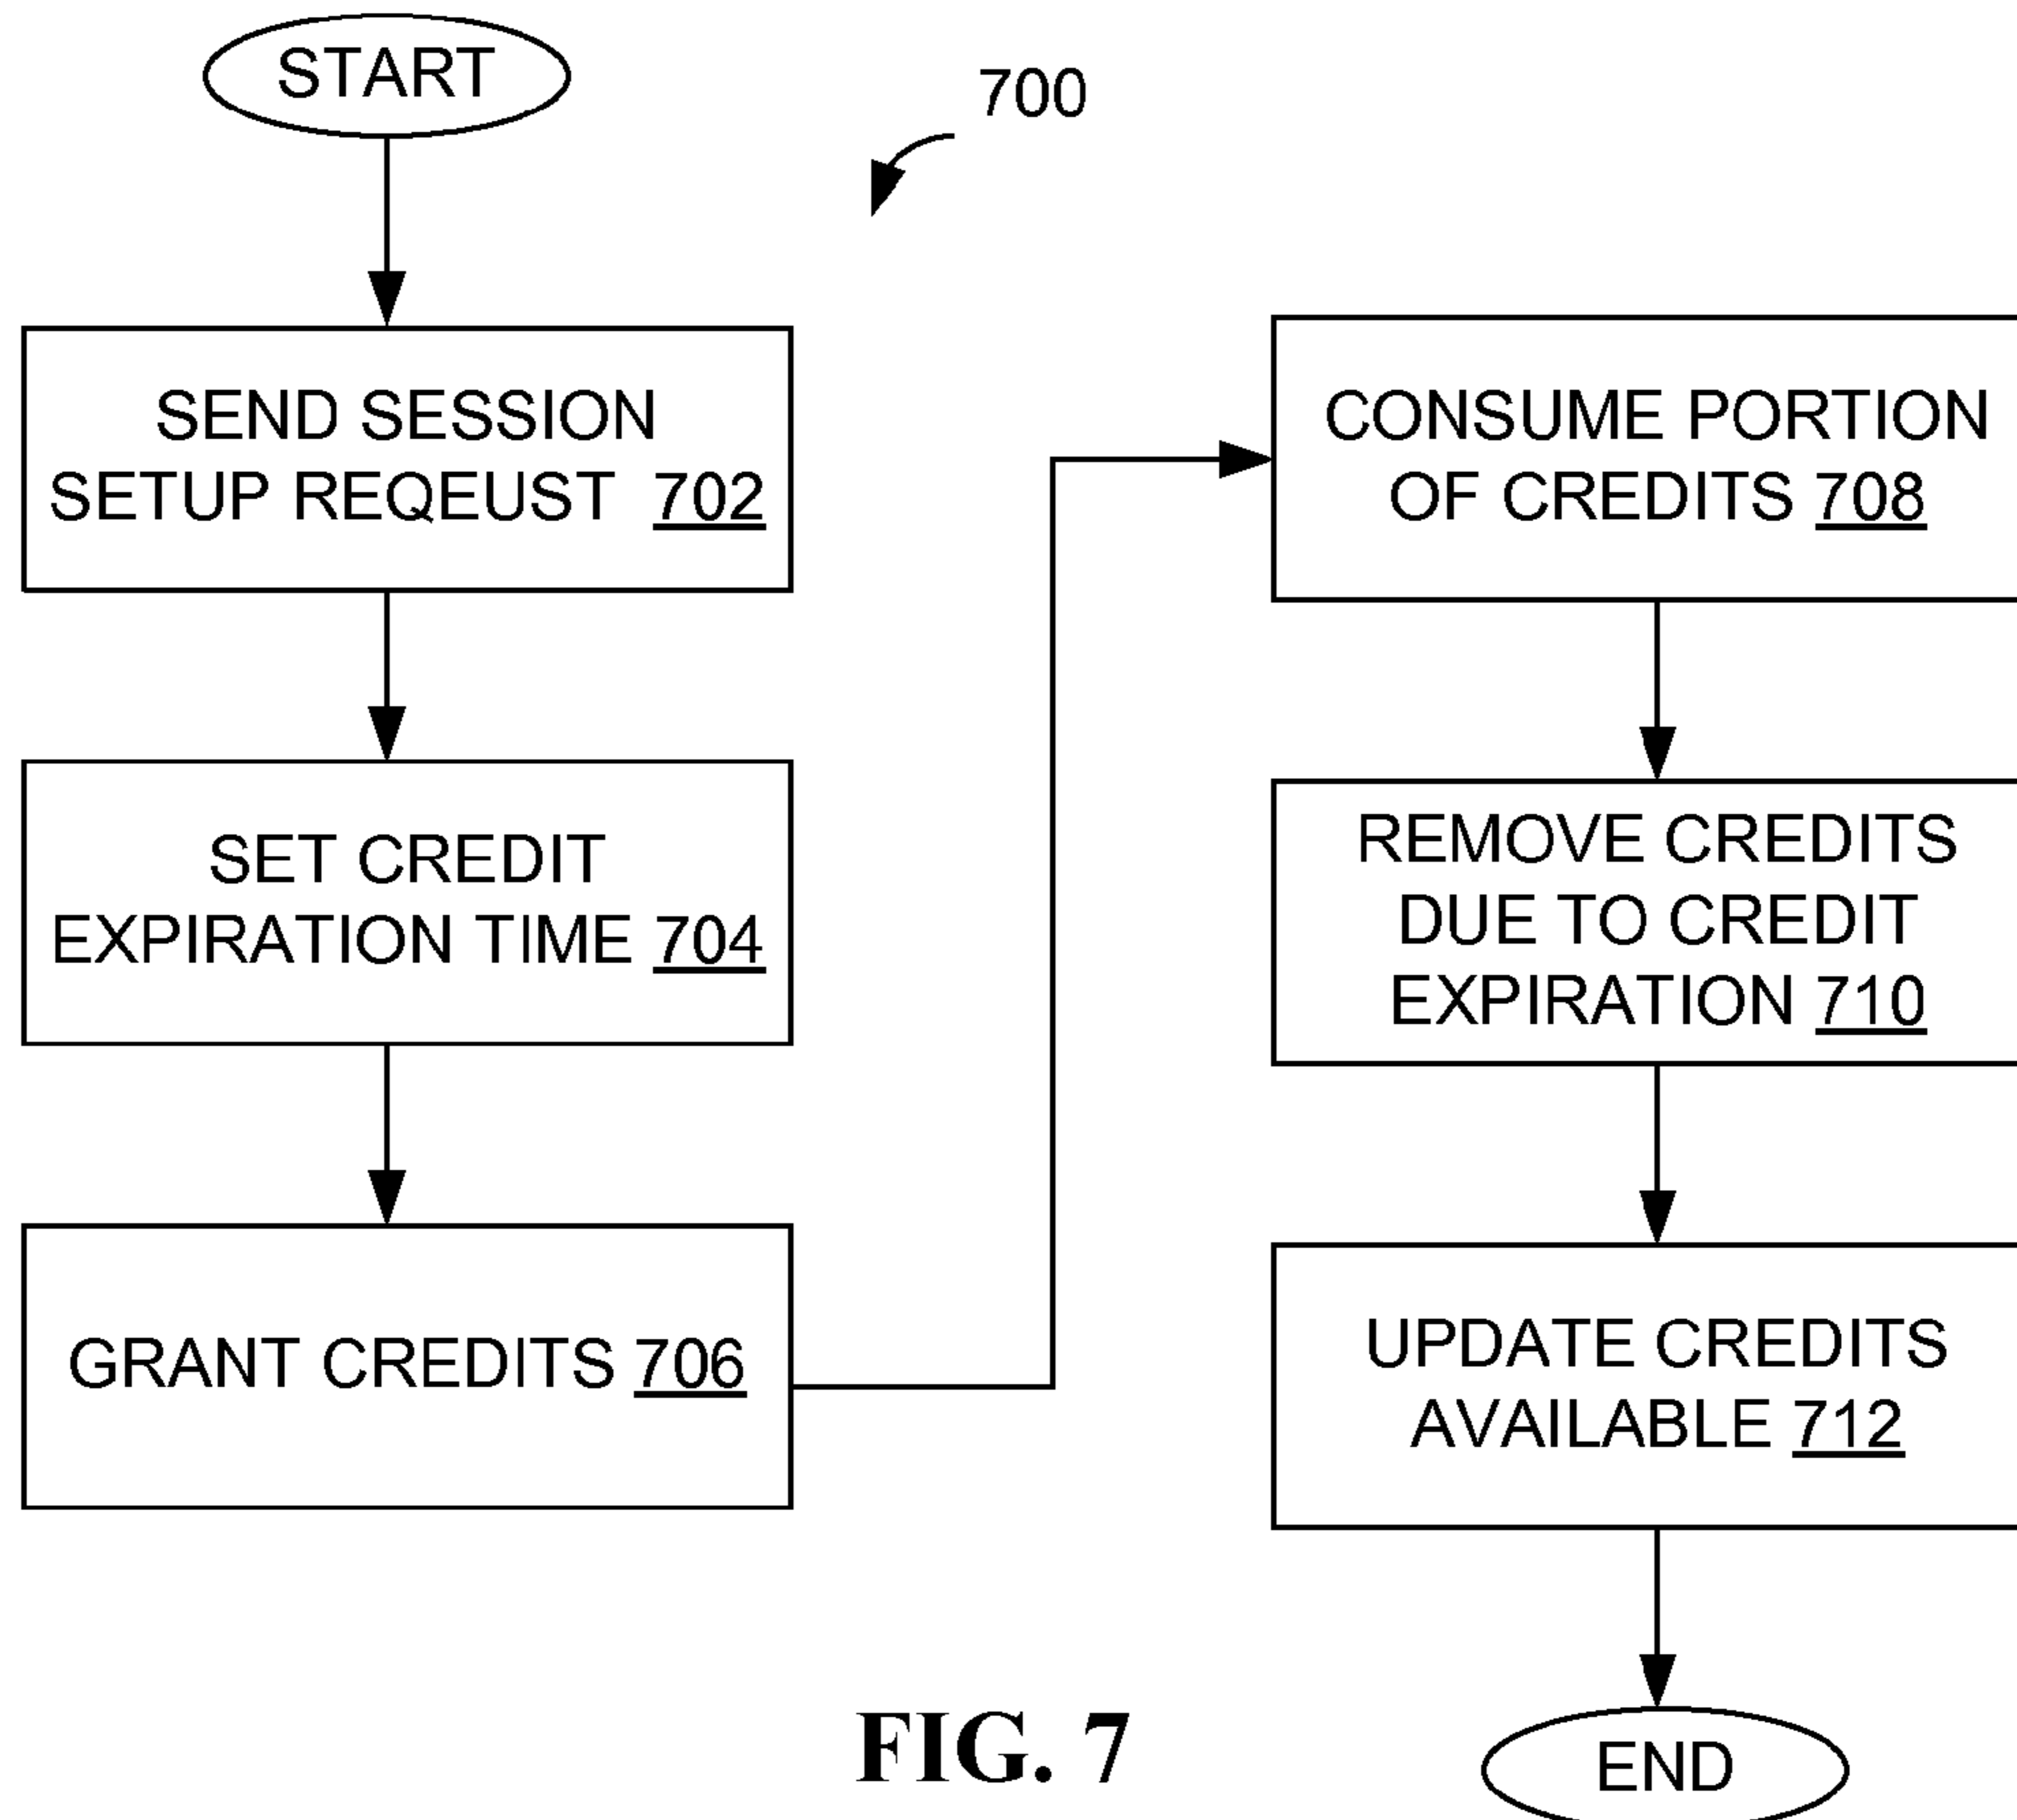 START
700
SEND SESSION
SETUP REQEUST 702
SET CREDIT
EXPIRATION TIME 704
GRANT CREDITS 706
CONSUME PORTION
OF CREDITS 708
REMOVE CREDITS
DUE TO CREDIT
EXPIRATION 710
UPDATE CREDITS
AVAILABLE 712
END
FIG. 7